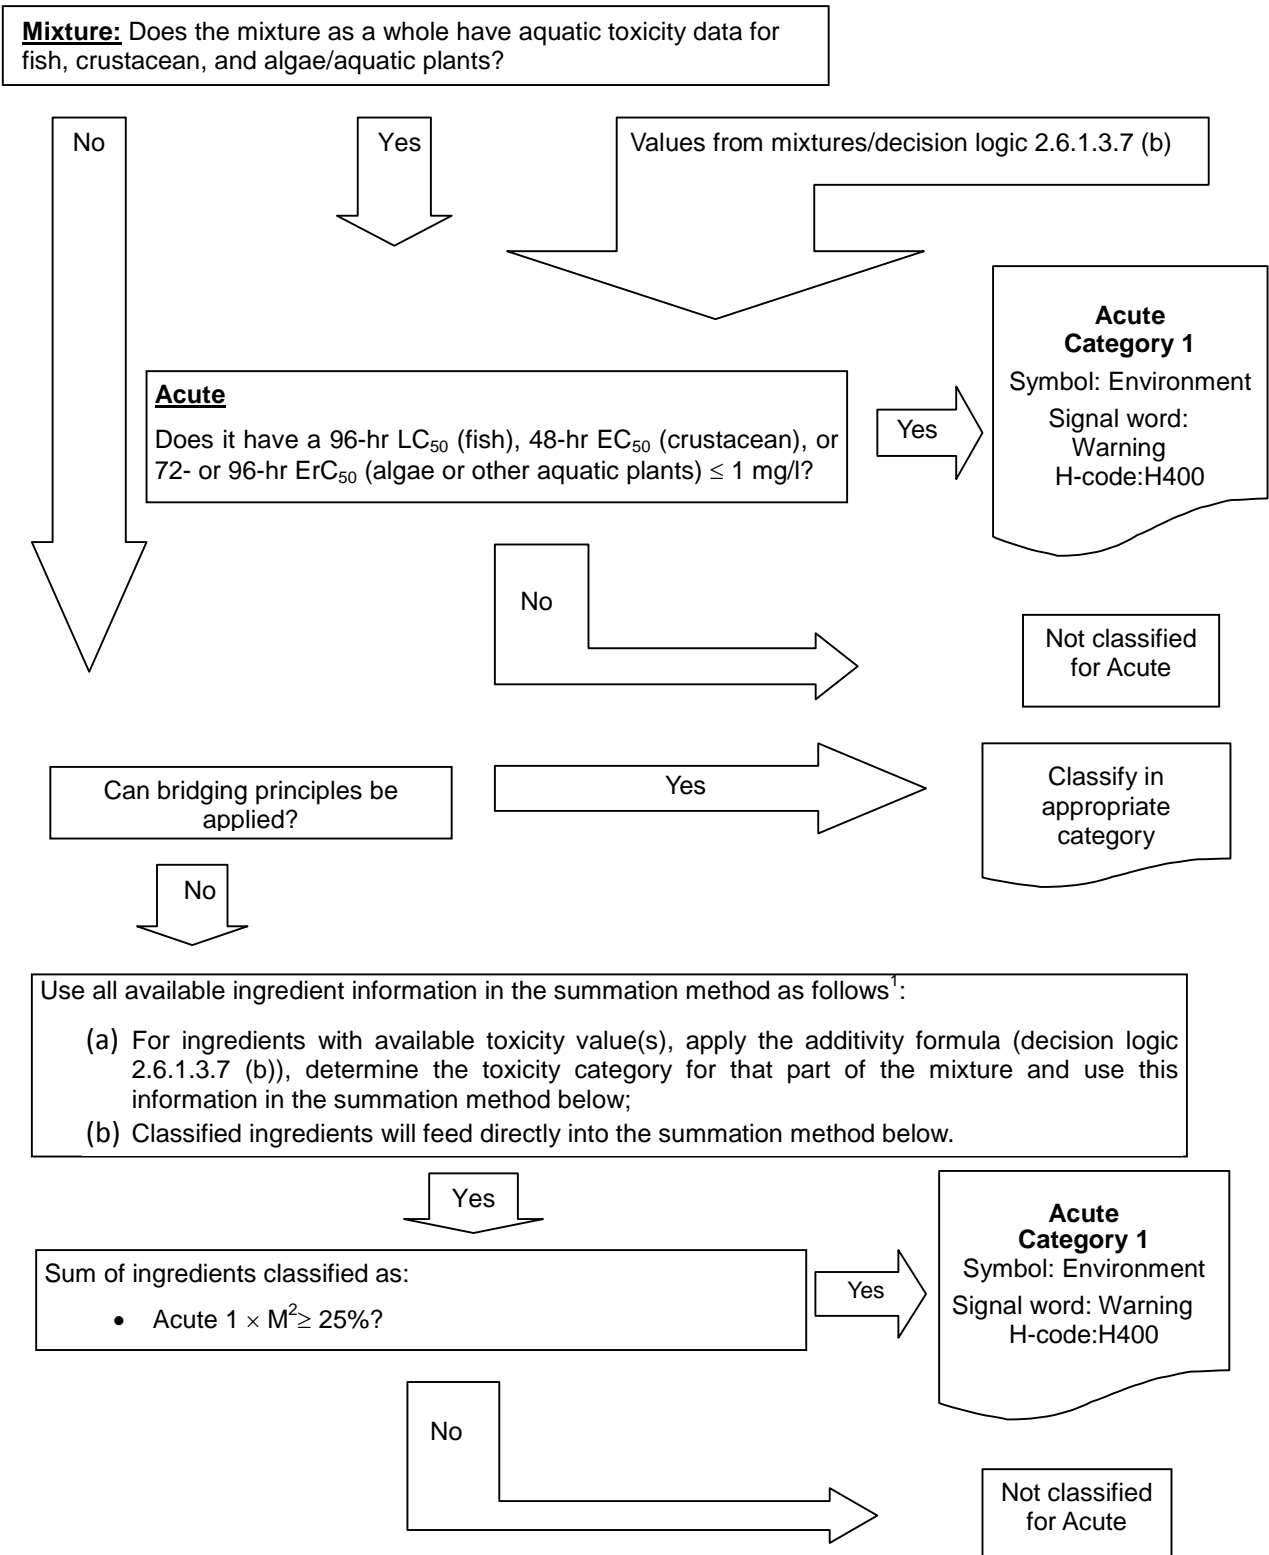 Mixture: Does the mixture as a whole have aquatic toxicity data for
fish, crustacean, and algae/aquatic plants?
No
Yes
Values from mixtures/decision logic 2.6.1.3.7 (b)
Acute
Category 1
Symbol: Environment
Signal word:
Warning
H-code:H400
Acute
Does it have a 96-hr LC50 (fish), 48-hr EC50 (crustacean), or
72- or 96-hr ErC50 (algae or other aquatic plants) ≤ 1 mg/l?
Yes
No
Not classified
for Acute
Can bridging principles be
applied?
Yes
Classify in
appropriate
category
No
Use all available ingredient information in the summation method as follows1:
(a) For ingredients with available toxicity value(s), apply the additivity formula (decision logic
2.6.1.3.7 (b)), determine the toxicity category for that part of the mixture and use this
information in the summation method below;
(b) Classified ingredients will feed directly into the summation method below.
Yes
Sum of ingredients classified as:
• Acute 1 × M2≥ 25%?
Yes
Acute
Category 1
Symbol: Environment
Signal word: Warning
H-code:H400
No
Not classified
for Acute